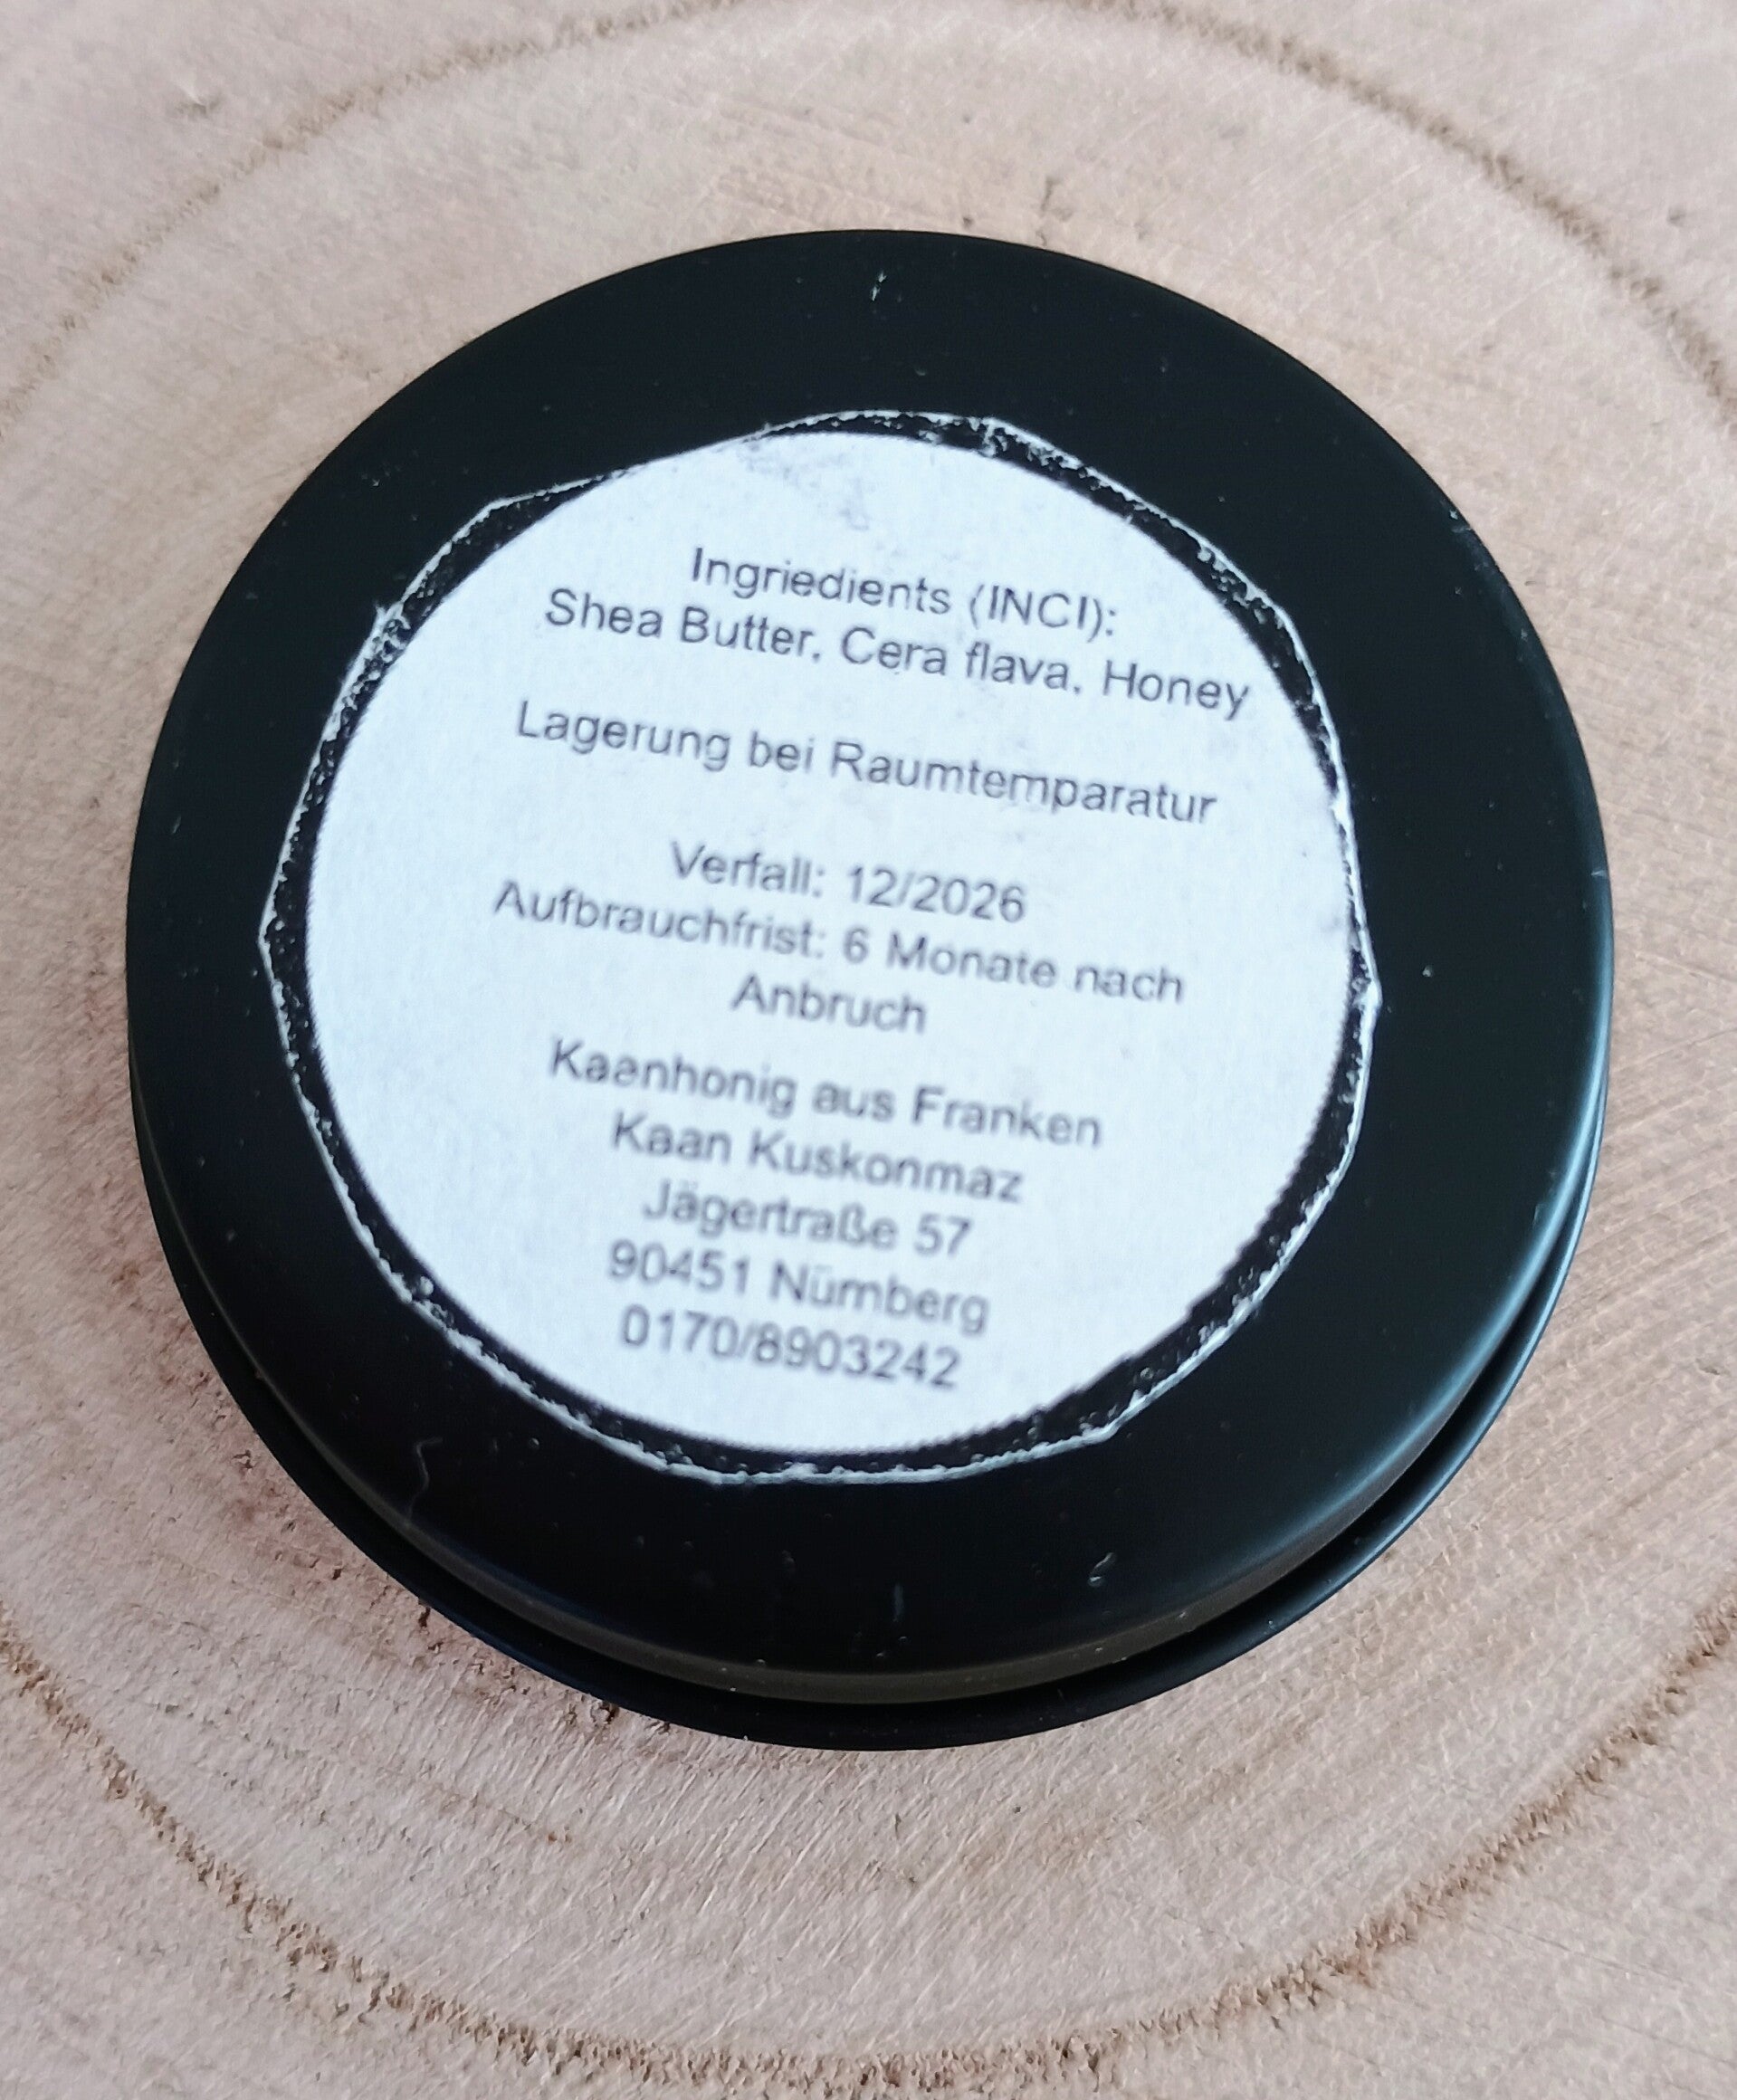 Ingriedients (INCI):
Shea Butter, Cera flava, Honey
Lagerung bei Raumtemparatur
Verfall: 12/2026
Aufbrauchfrist: 6 Monate nach
Anbruch
Kaanhonig aus Franken
Kaan Kuskonmaz
Jägertraße 57
90451 Nürnberg
0170/8903242